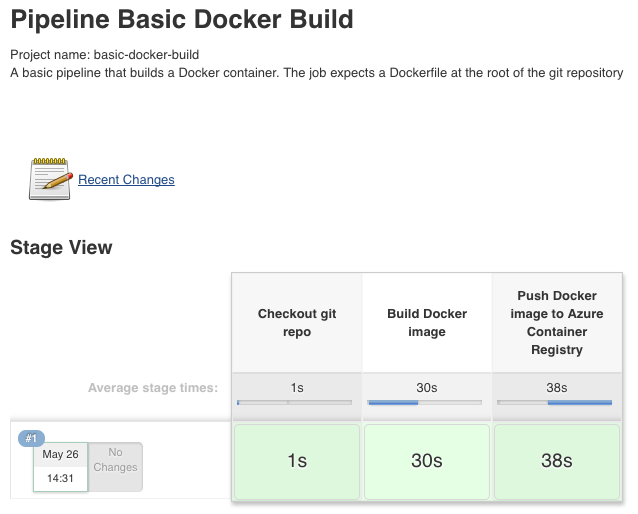 Pipeline Basic Docker Build
Project name: basic-docker-build
A basic pipeline that builds a Docker container. The job expects a Dockerfile at the root of the git repository
Recent Changes
Stage View
Checkout git
repo
Build Docker
image
Push Docker
image to Azure
Container
Registry
Average stage times:
1s
30s
38s
#1
May 26
14:31
No
Changes
1s
30s
38s